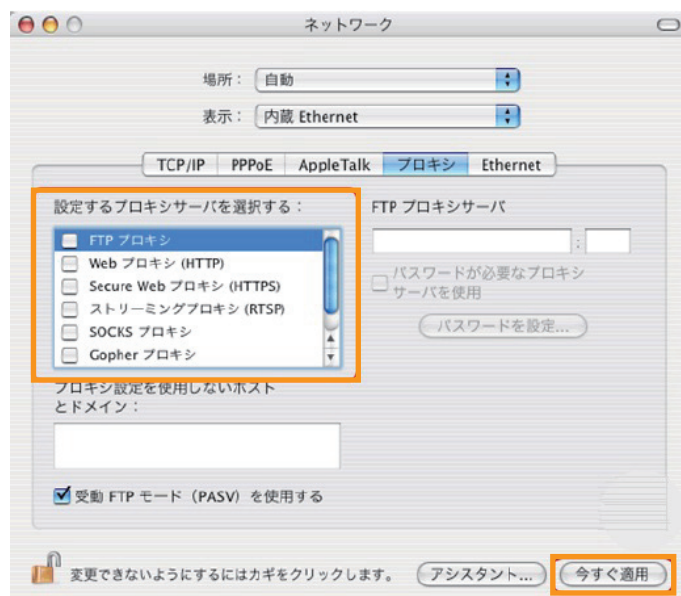 ネットワーク
場所： 自動
表示： 内蔵 Ethernet
TCP/IP PPPoE AppleTalk プロキシ Ethernet
設定するプロキシサーバを選択する：
FTP プロキシ
Web プロキシ (HTTP)
Secure Web プロキシ (HTTPS)
ストリーミングプロキシ (RTSP)
SOCKS プロキシ
Gopher プロキシ
FTP プロキシサーバ
:
パスワードが必要なプロキシ
サーバを使用
パスワードを設定...
プロキシ設定を使用しないホスト
とドメイン：
受動 FTP モード（PASV）を使用する
変更できないようにするにはカギをクリックします。 アシスタント... 今すぐ適用